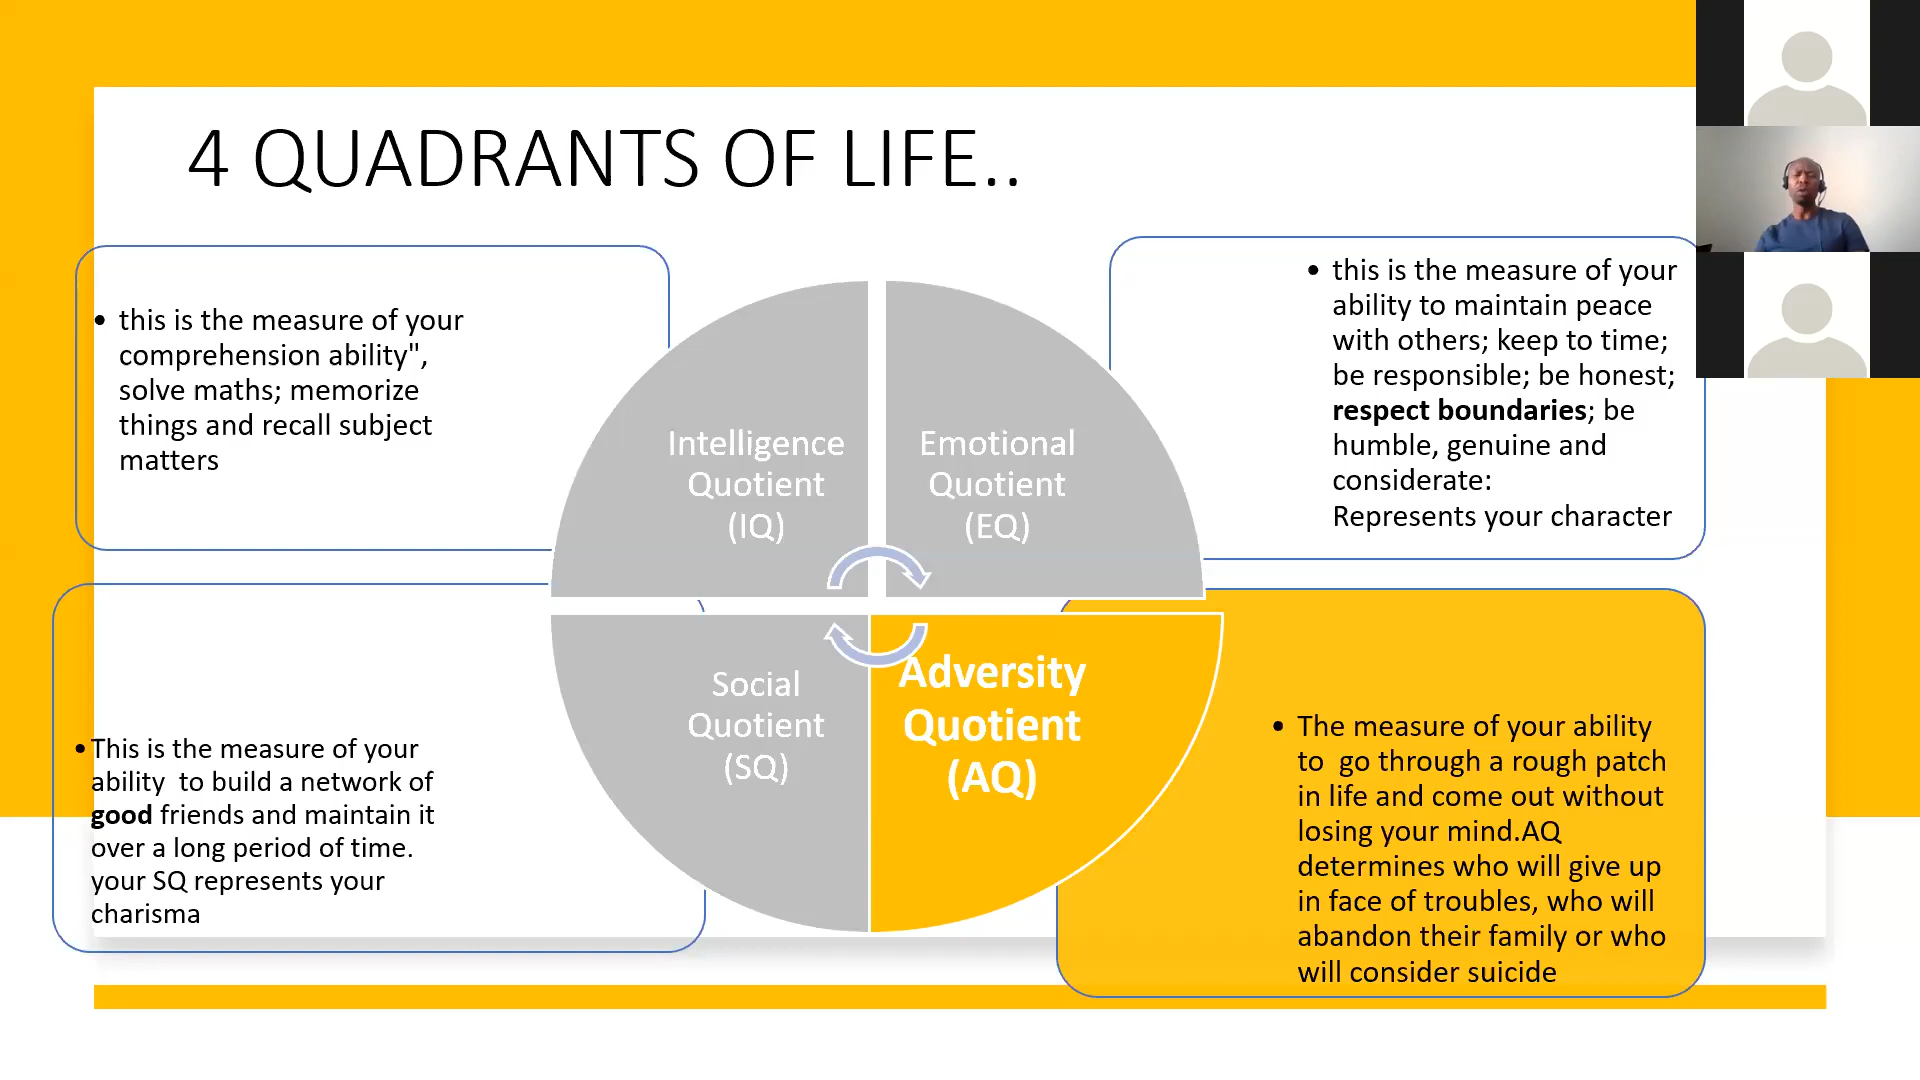 4 QUADRANTS OF LIFE..
• this is the measure of your
comprehension ability",
solve maths; memorize
things and recall subject
matters
Intelligence
Quotient
(IQ)
Emotional
Quotient
(EQ)
• this is the measure of your
ability to maintain peace
with others; keep to time;
be responsible; be honest;
respect boundaries; be
humble, genuine and
considerate:
Represents your character
• This is the measure of your
ability  to build a network of
good friends and maintain it
over a long period of time.
your SQ represents your
charisma
Social
Quotient
(SQ)
Adversity
Quotient
(AQ)
• The measure of your ability
to  go through a rough patch
in life and come out without
losing your mind.AQ
determines who will give up
in face of troubles, who will
abandon their family or who
will consider suicide